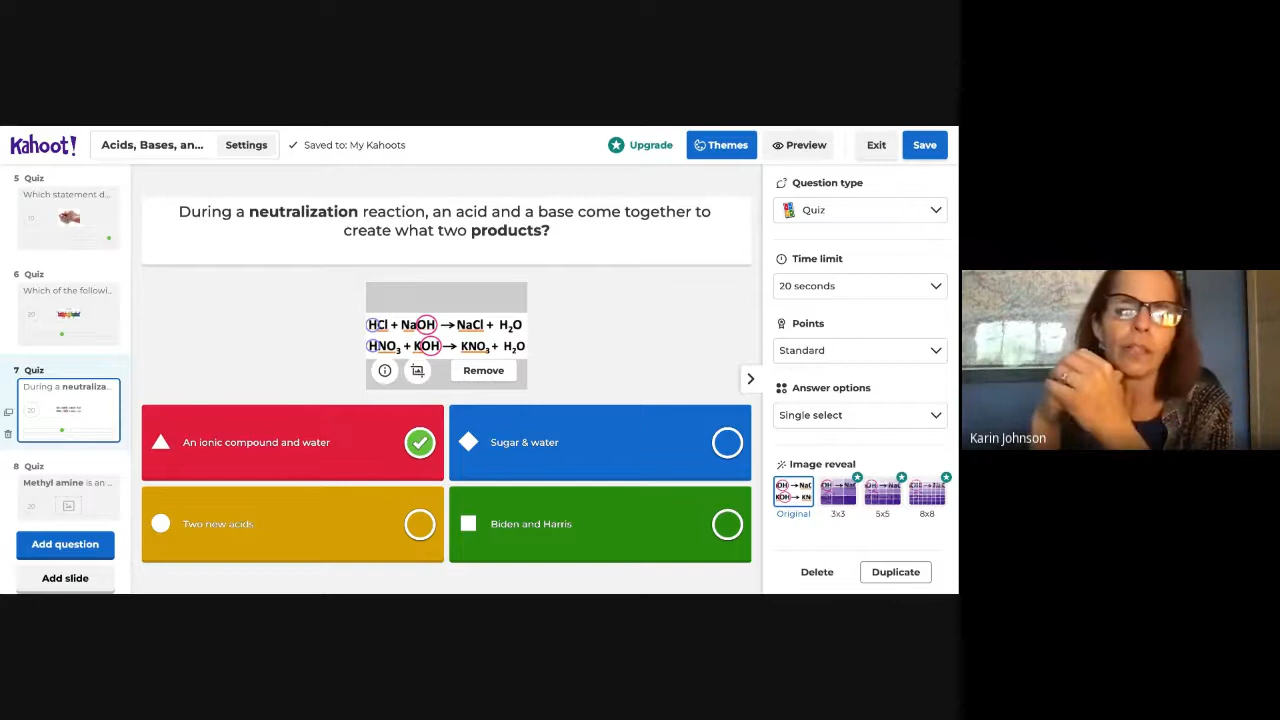 Kahoot!
Acids, Bases, an...
Settings
Saved to: My Kahoots
Upgrade
Themes
Preview
Exit
Save
5 Quiz
Which statement d...
10
6 Quiz
Which of the followi...
20
7 Quiz
During a neutraliza...
20
8 Quiz
Methyl amine is an ...
20
Add question
Add slide
During a neutralization reaction, an acid and a base come together to
create what two products?
HCl + NaOH → NaCl + H₂O
HNO₃ + KOH → KNO₃ + H₂O
Remove
An ionic compound and water
Sugar & water
Two new acids
Biden and Harris
Question type
Quiz
Time limit
20 seconds
Points
Standard
Answer options
Single select
Image reveal
Original
3x3
5x5
8x8
Delete
Duplicate
Karin Johnson